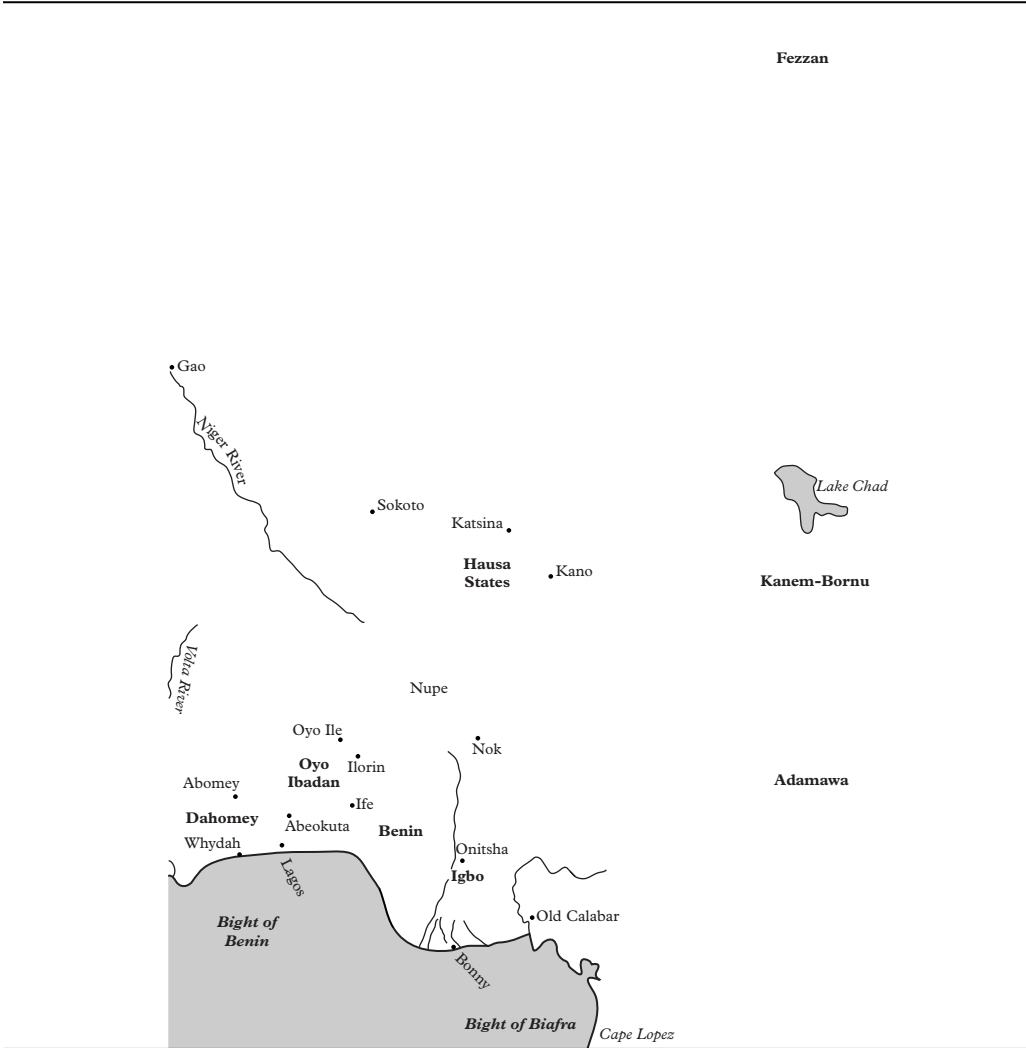 Fezzan
Gao
Niger River
Lake Chad
Sokoto
Katsina
Hausa
States
Kano
Kanem-Bornu
Volta River
Nupe
Oyo Ile
Nok
Oyo
Ibadan
Ilorin
Adamawa
Abomey
Ife
Dahomey
Abeokuta
Benin
Whydah
Onitsha
Lagos
Igbo
Old Calabar
Bight of
Benin
Bonny
Bight of Biafra
Cape Lopez